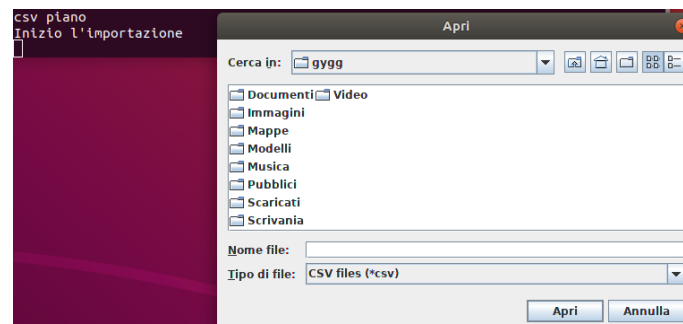 csv piano
Inizio l'importazione
Apri
Cerca in: gygg
Documenti Video
Immagini
Mappe
Modelli
Musica
Pubblici
Scaricati
Scrivania
Nome file:
Tipo di file: CSV files (*csv)
Apri Annulla